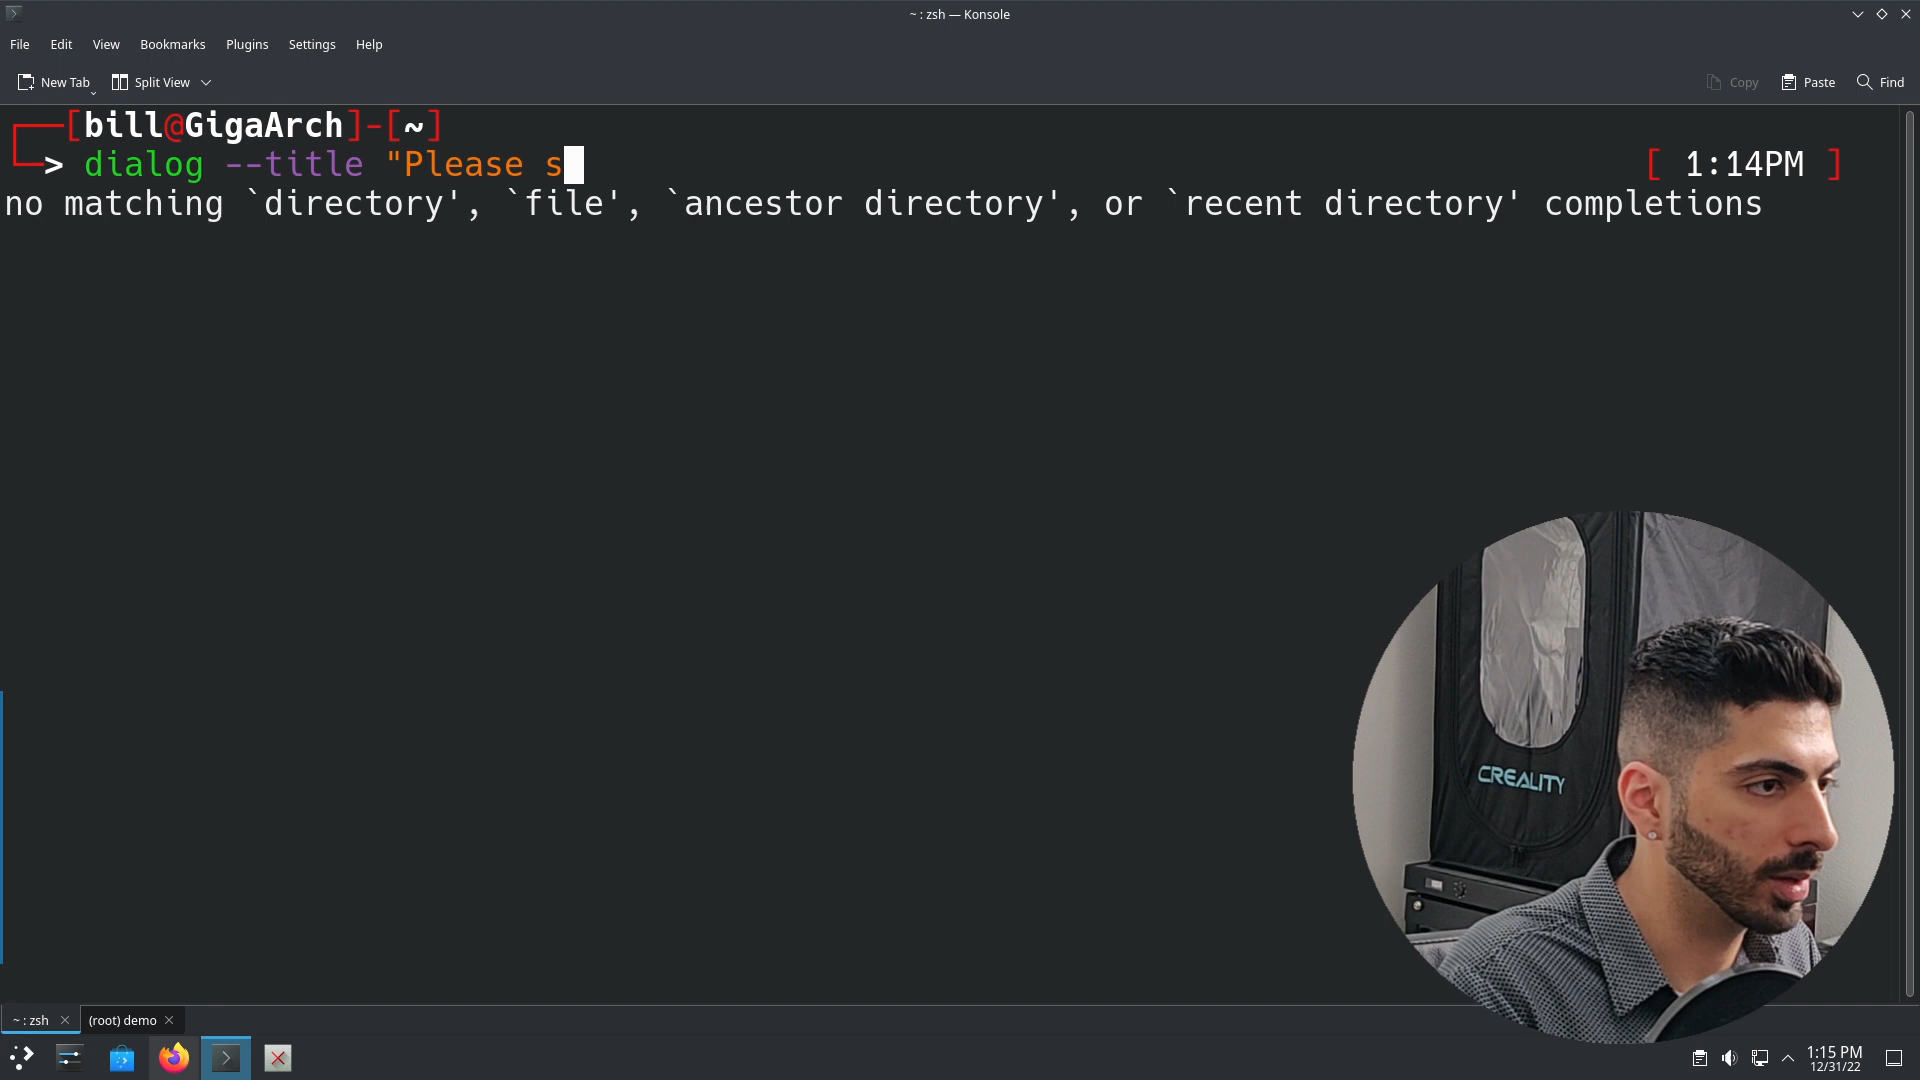 ~ : zsh — Konsole
File Edit View Bookmarks Plugins Settings Help
New Tab Split View Copy Paste Find
[bill@GigaArch]-[~]
> dialog --title "Please s [ 1:14PM ]
no matching `directory', `file', `ancestor directory', or `recent directory' completions
CREALITY
~ : zsh (root) demo
1:15 PM
12/31/22